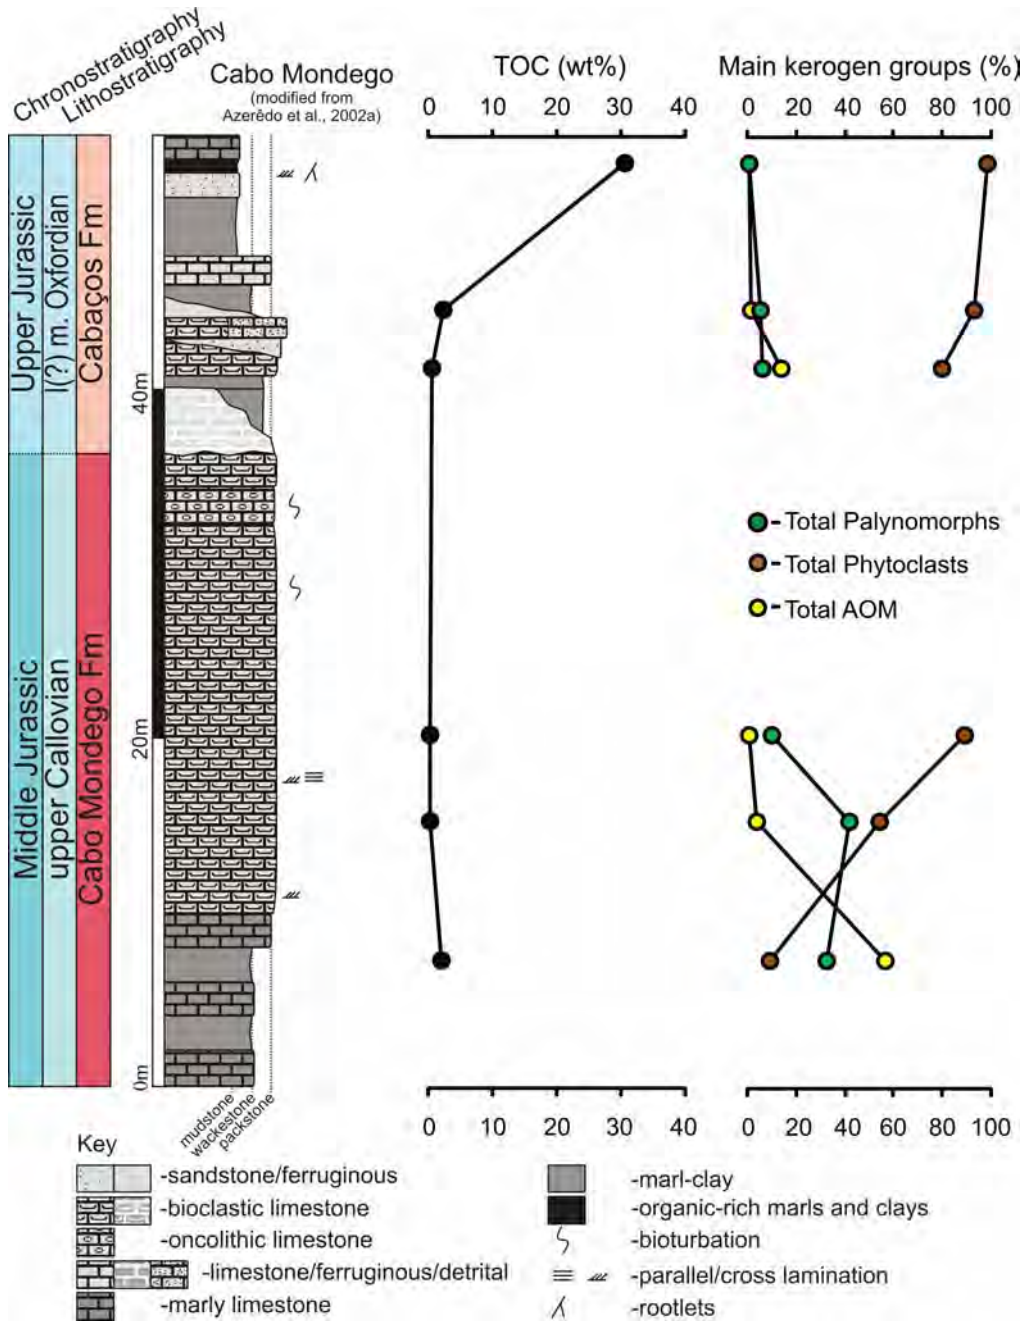 Chronostratigraphy
Lithostratigraphy
Cabo Mondego
(modified from
Azerêdo et al., 2002a)
TOC (wt%)
0 10 20 30 40
Main kerogen groups (%)
0 20 40 60 80 100
Upper Jurassic
l(?) m. Oxfordian
Cabaços Fm
Middle Jurassic
upper Callovian
Cabo Mondego Fm
40m
20m
0m
- Total Palynomorphs
- Total Phytoclasts
- Total AOM
mudstone
wackestone
packstone
0 10 20 30 40
0 20 40 60 80 100
Key
-sandstone/ferruginous
-bioclastic limestone
-oncolithic limestone
-limestone/ferruginous/detrital
-marly limestone
-marl-clay
-organic-rich marls and clays
-bioturbation
-parallel/cross lamination
-rootlets